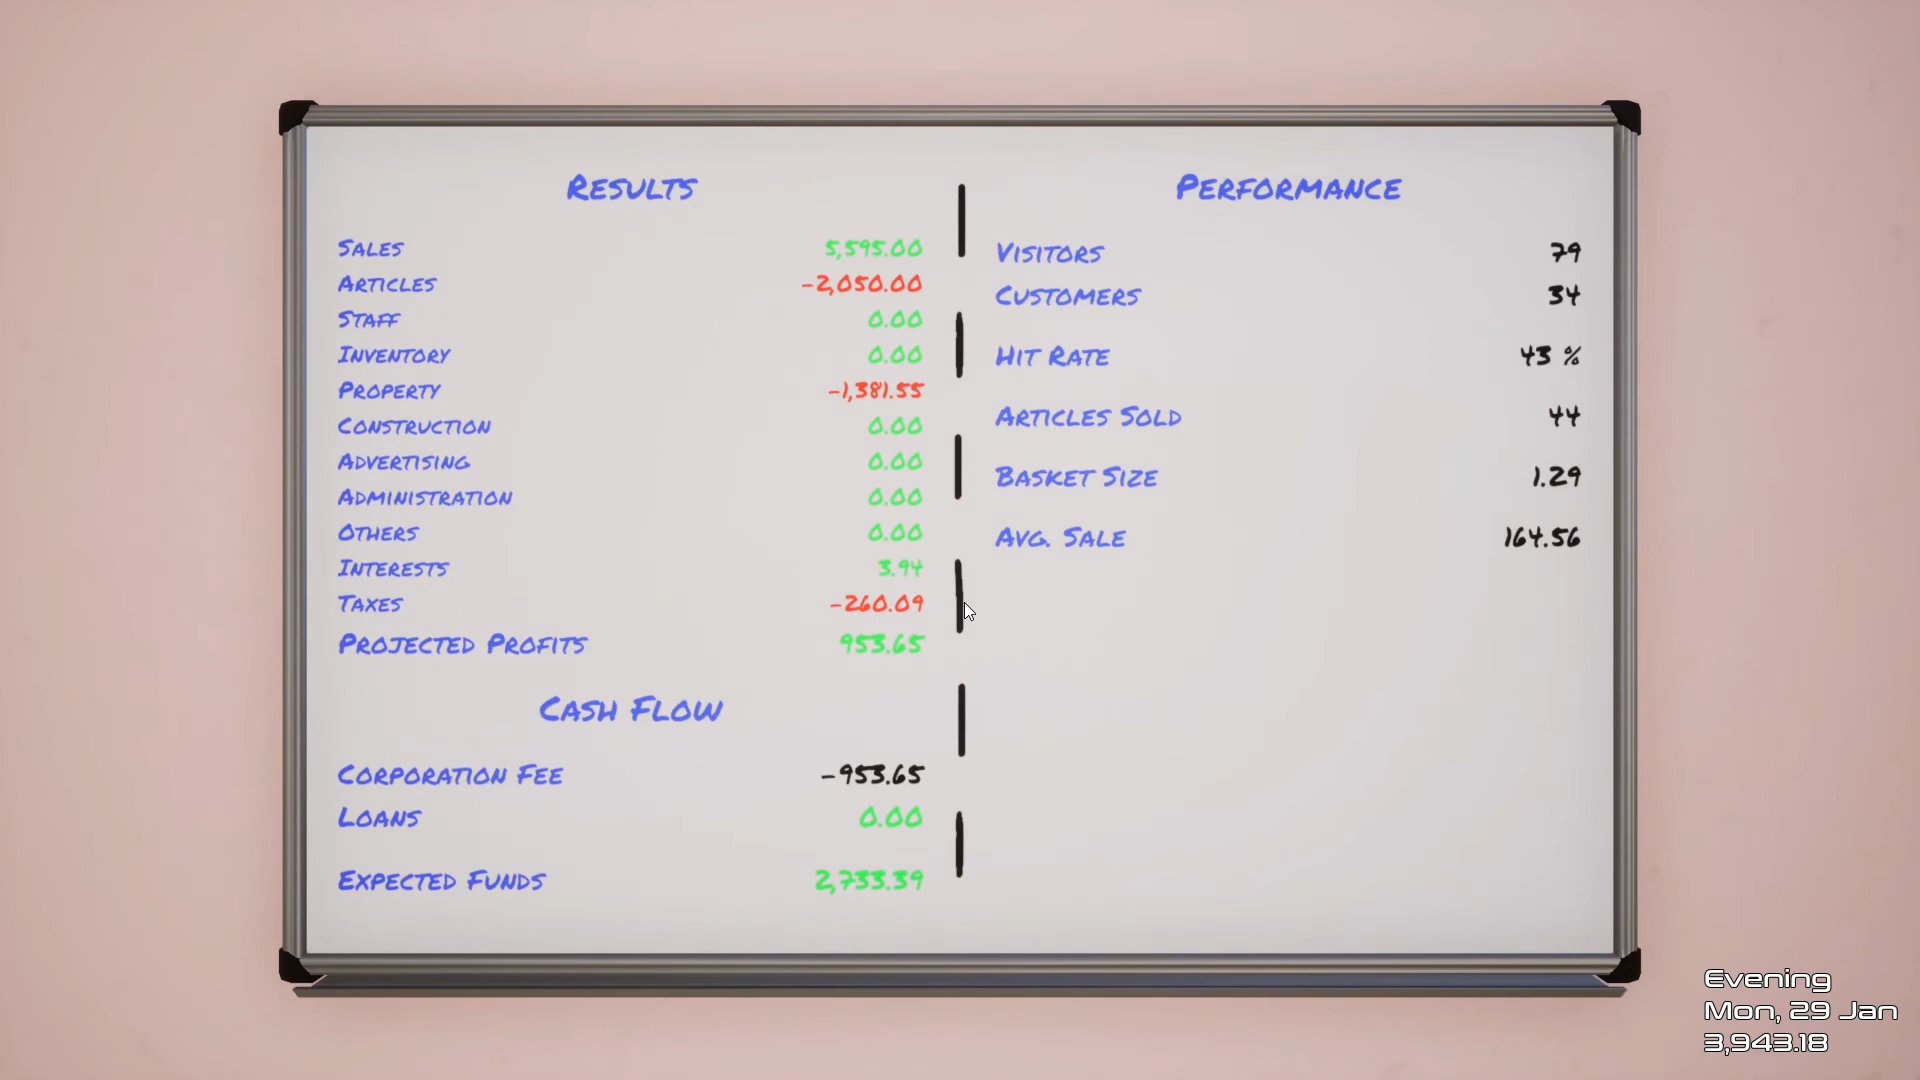 Results
Sales 5,595.00
Articles -2,050.00
Staff 0.00
Inventory 0.00
Property -1,381.55
Construction 0.00
Advertising 0.00
Administration 0.00
Others 0.00
Interests 3.94
Taxes -260.09
Projected Profits 953.65
Cash Flow
Corporation Fee -953.65
Loans 0.00
Expected Funds 2,733.39
Performance
Visitors 79
Customers 34
Hit Rate 43 %
Articles Sold 44
Basket Size 1.29
Avg. Sale 164.56
Evening
Mon, 29 Jan
3,943.18